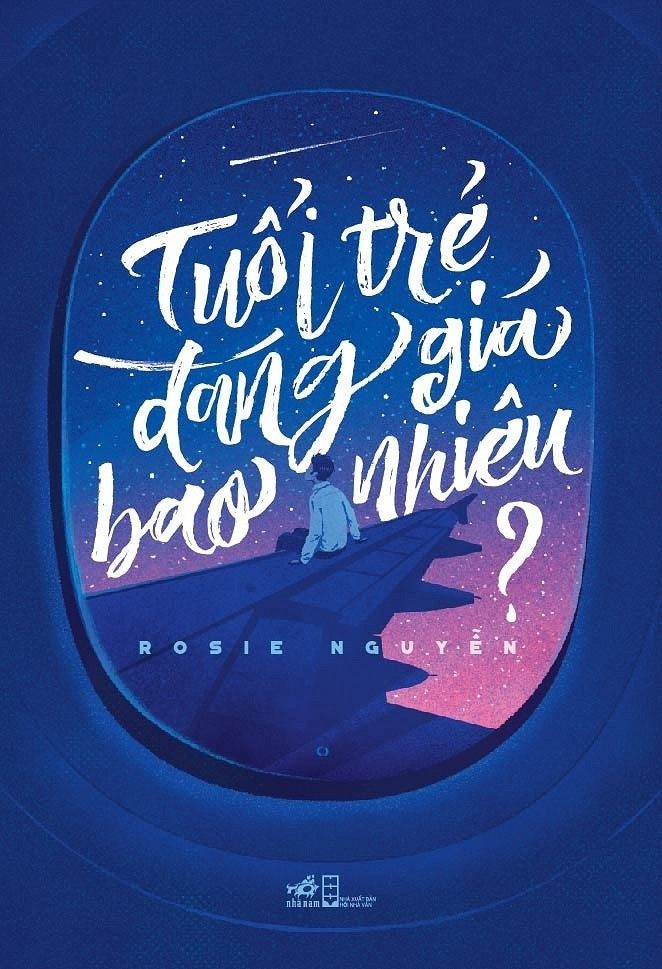 Tuổi trẻ
đáng giá
bao nhiêu
?
ROSIE NGUYỄN
nhã nam
NHÀ XUẤT BẢN
HỘI NHÀ VĂN